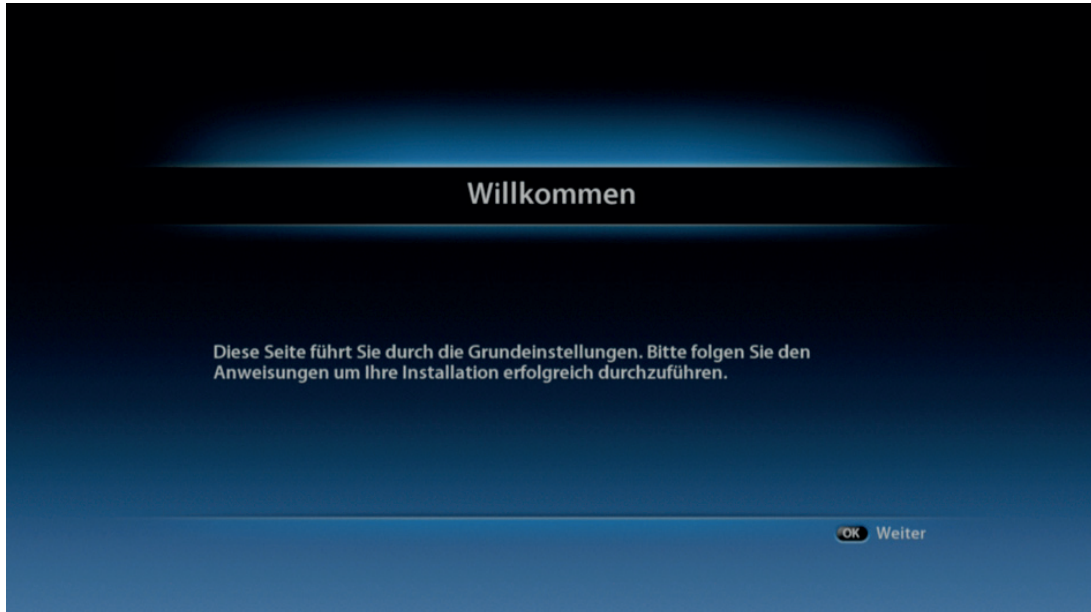 Willkommen
Diese Seite führt Sie durch die Grundeinstellungen. Bitte folgen Sie den
Anweisungen um Ihre Installation erfolgreich durchzuführen.
OK Weiter